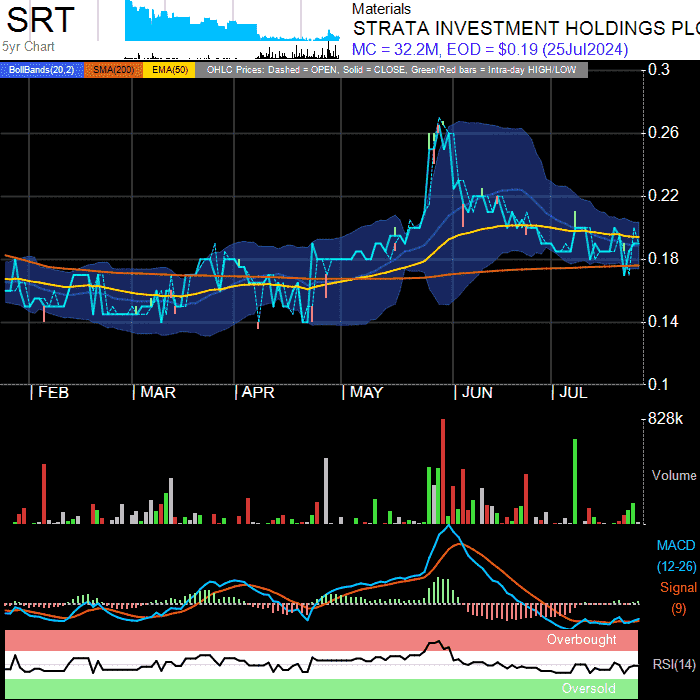 SRT
5yr Chart
Materials
STRATA INVESTMENT HOLDINGS PLC
MC = 32.2M, EOD = $0.19 (25Jul2024)
BollBands(20,2) SMA(200) EMA(50) OHLC Prices: Dashed = OPEN, Solid = CLOSE, Green/Red bars = Intra-day HIGH/LOW
0.3
0.26
0.22
0.18
0.14
0.1
FEB MAR APR MAY JUN JUL
828k
Volume
MACD
(12-26)
Signal
(9)
Overbought
RSI(14)
Oversold